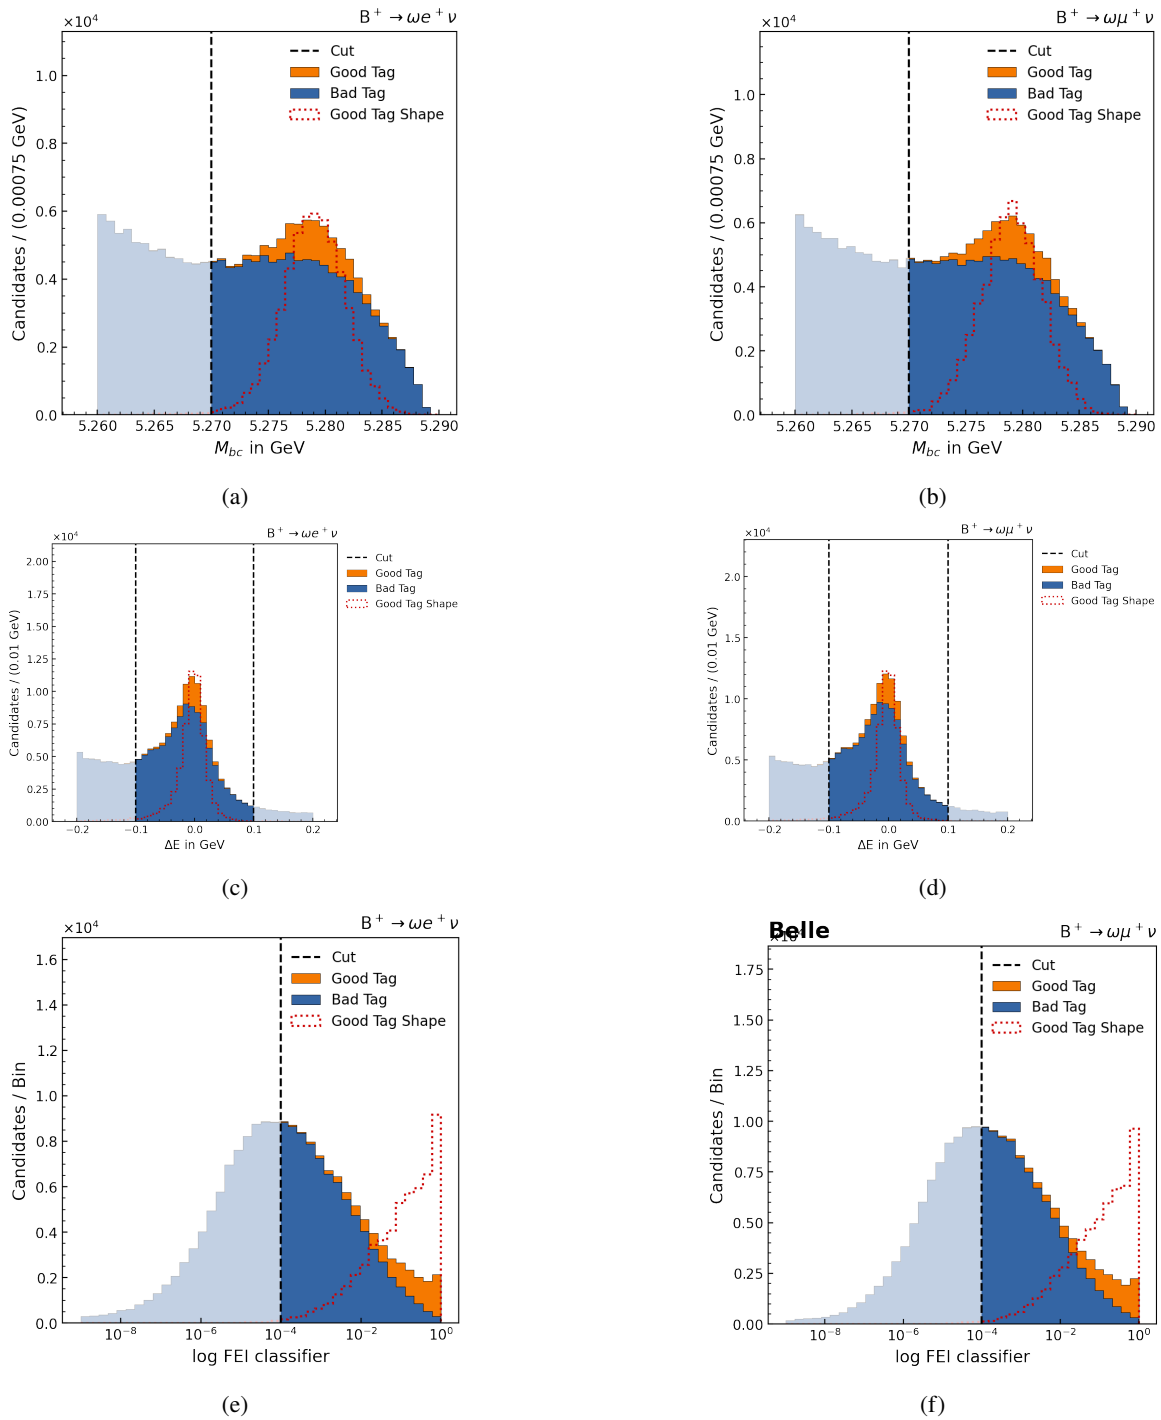 ×10⁴
B⁺ → ωe⁺ν
Cut
Good Tag
Bad Tag
Good Tag Shape
Candidates / (0.00075 GeV)
1.0
0.8
0.6
0.4
0.2
0.0
5.260 5.265 5.270 5.275 5.280 5.285 5.290
M_bc in GeV
(a)
B⁺ → ωμ⁺ν
×10⁴
Cut
Good Tag
Bad Tag
Good Tag Shape
Candidates / (0.00075 GeV)
1.0
0.8
0.6
0.4
0.2
0.0
5.260 5.265 5.270 5.275 5.280 5.285 5.290
M_bc in GeV
(b)
×10⁴
B⁺ → ωe⁺ν
Cut
Good Tag
Bad Tag
Good Tag Shape
Candidates / (0.01 GeV)
2.00
1.75
1.50
1.25
1.00
0.75
0.50
0.25
0.00
−0.2 −0.1 0.0 0.1 0.2
ΔE in GeV
(c)
×10⁴
B⁺ → ωμ⁺ν
Cut
Good Tag
Bad Tag
Good Tag Shape
Candidates / (0.01 GeV)
2.0
1.5
1.0
0.5
0.0
−0.2 −0.1 0.0 0.1 0.2
ΔE in GeV
(d)
×10⁴
B⁺ → ωe⁺ν
Cut
Good Tag
Bad Tag
Good Tag Shape
Candidates / Bin
1.6
1.4
1.2
1.0
0.8
0.6
0.4
0.2
0.0
10⁻⁸ 10⁻⁶ 10⁻⁴ 10⁻² 10⁰
log FEI classifier
(e)
Belle
B⁺ → ωμ⁺ν
Cut
Good Tag
Bad Tag
Good Tag Shape
Candidates / Bin
1.75
1.50
1.25
1.00
0.75
0.50
0.25
0.00
10⁻⁸ 10⁻⁶ 10⁻⁴ 10⁻² 10⁰
log FEI classifier
(f)